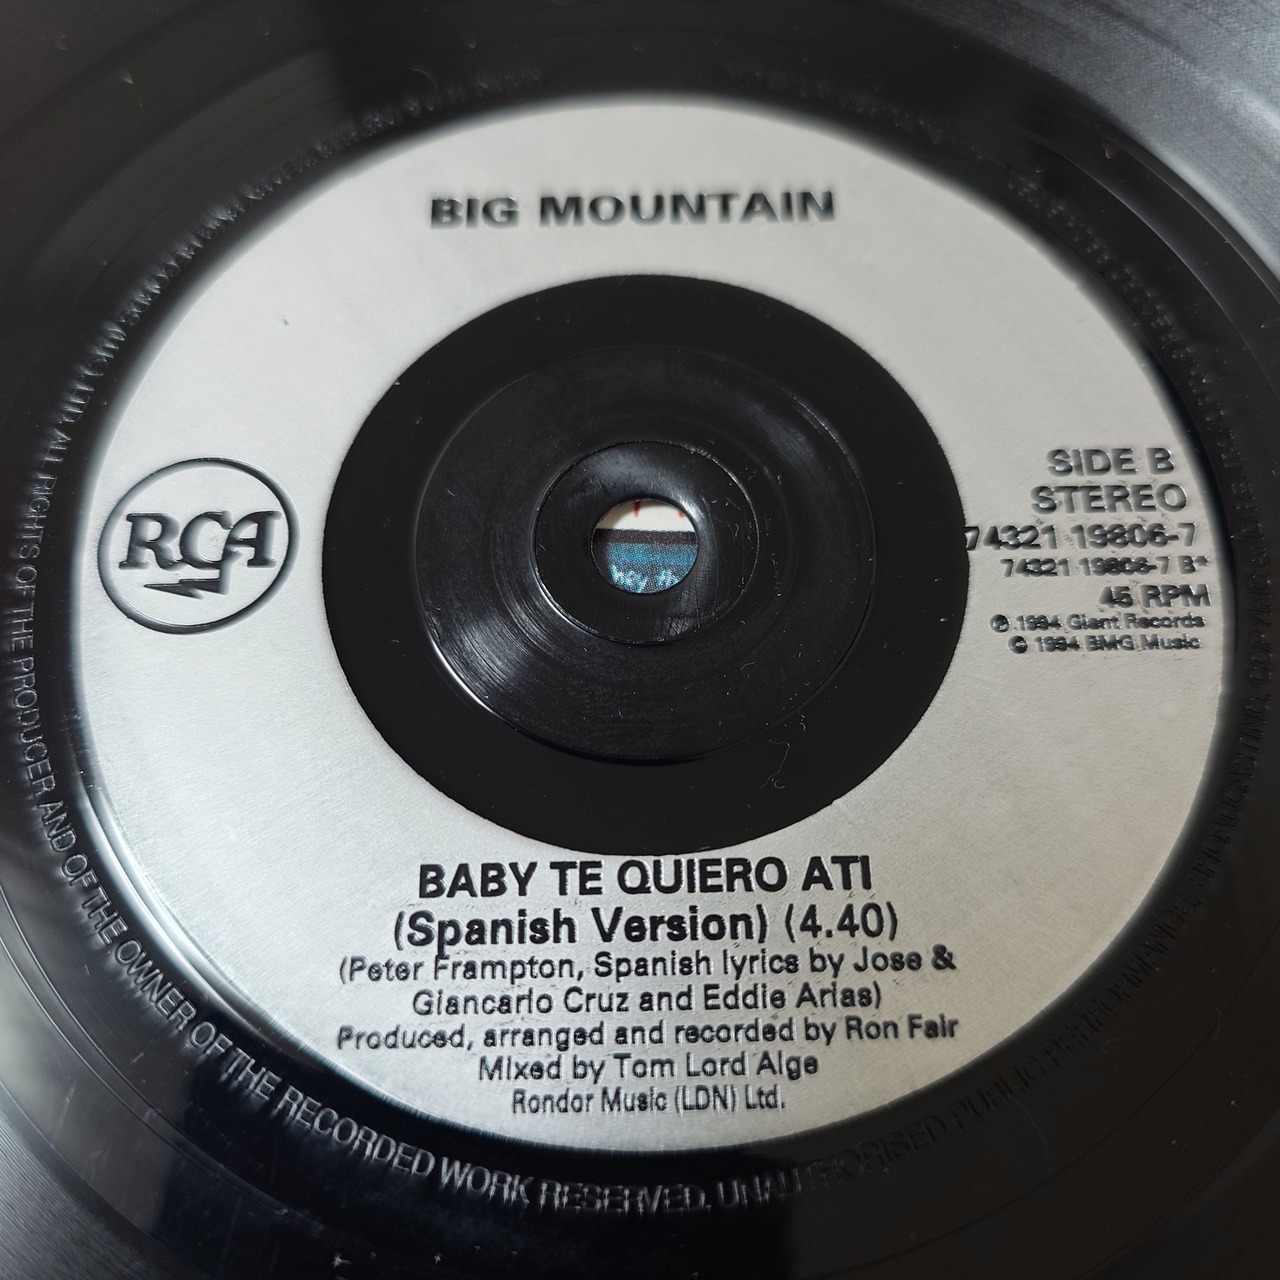 BIG MOUNTAIN
RCA
SIDE B
STEREO
74321 19806-7
74321 19806-7 B*
45 RPM
℗ 1994 Giant Records
© 1994 BMG Music
BABY TE QUIERO ATI
(Spanish Version) (4.40)
(Peter Frampton, Spanish lyrics by Jose &
Giancarlo Cruz and Eddie Arias)
Produced, arranged and recorded by Ron Fair
Mixed by Tom Lord Alge
Rondor Music (LDN) Ltd.
ALL RIGHTS OF THE PRODUCER AND OF THE OWNER OF THE RECORDED WORK RESERVED. UNAUTHORISED PUBLIC PERFORMANCE, BROADCASTING,